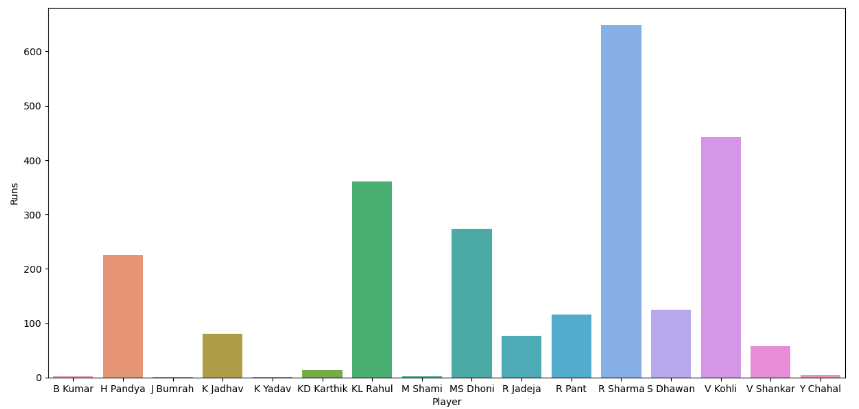 Runs
600
500
400
300
200
100
0
B Kumar H Pandya J Bumrah K Jadhav K Yadav KD Karthik KL Rahul M Shami MS Dhoni R Jadeja R Pant R Sharma S Dhawan V Kohli V Shankar Y Chahal
Player